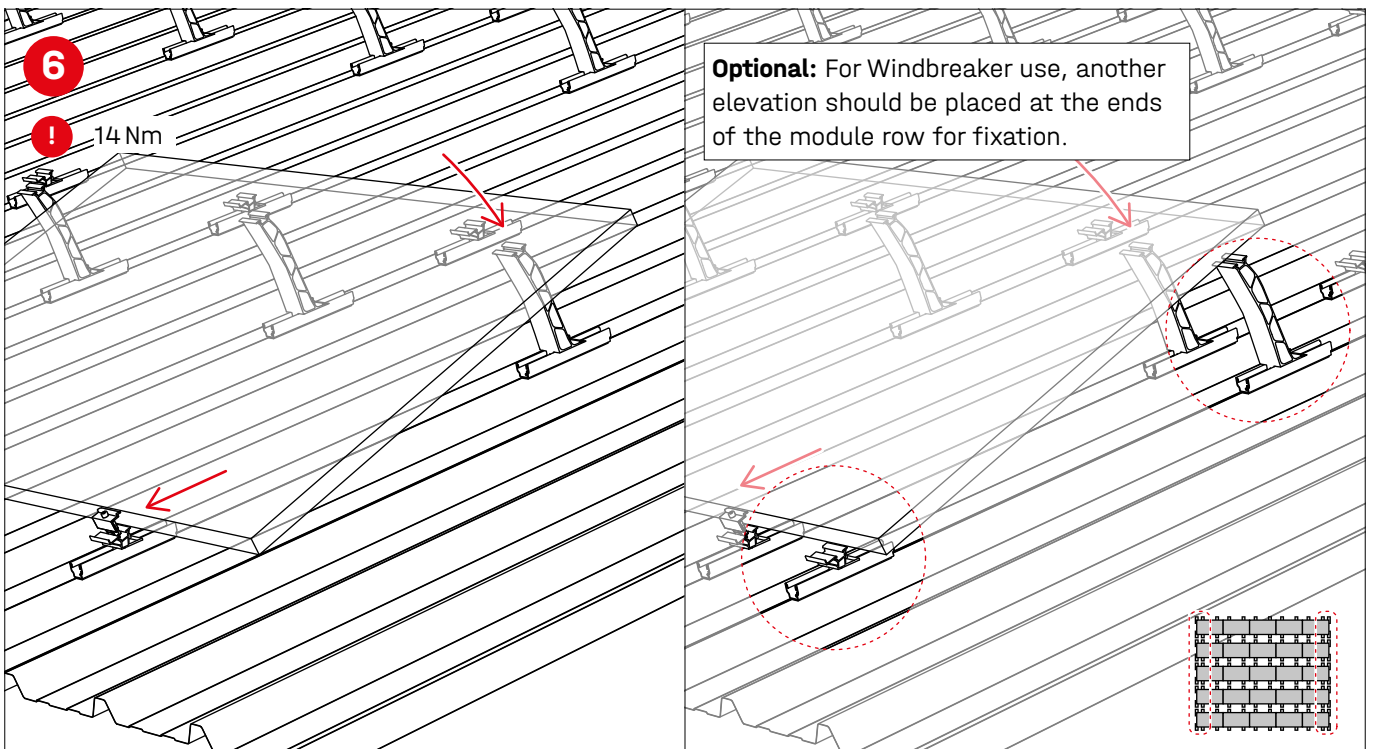 6
! 14 Nm
Optional: For Windbreaker use, another
elevation should be placed at the ends
of the module row for fixation.